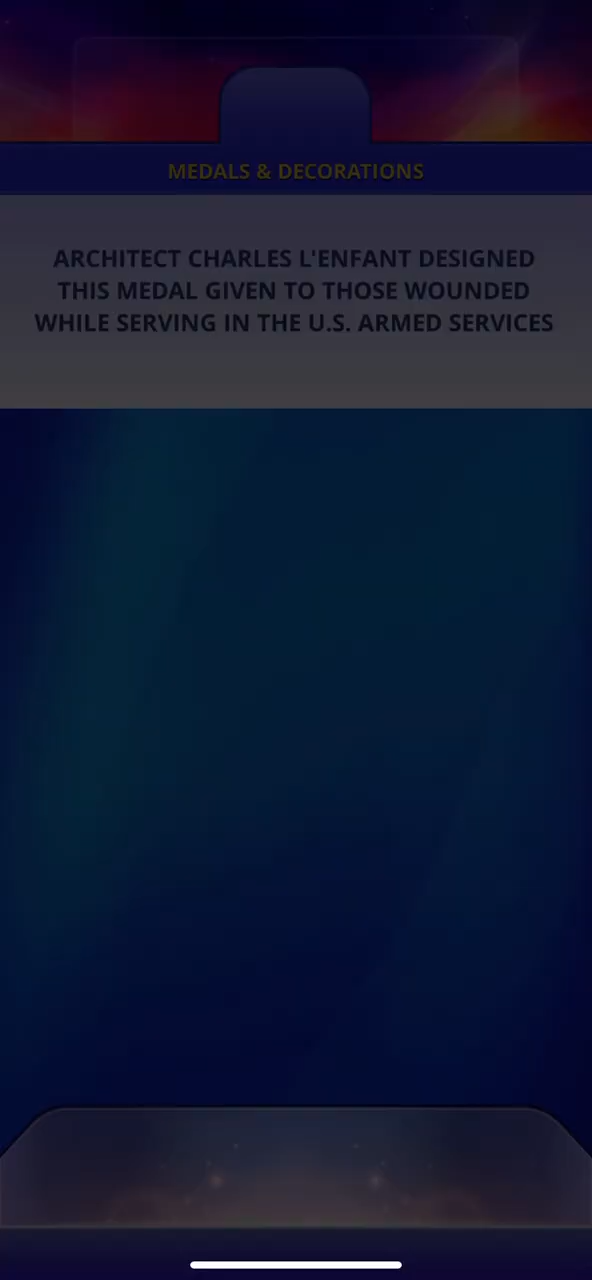 MEDALS & DECORATIONS
ARCHITECT CHARLES L'ENFANT DESIGNED
THIS MEDAL GIVEN TO THOSE WOUNDED
WHILE SERVING IN THE U.S. ARMED SERVICES